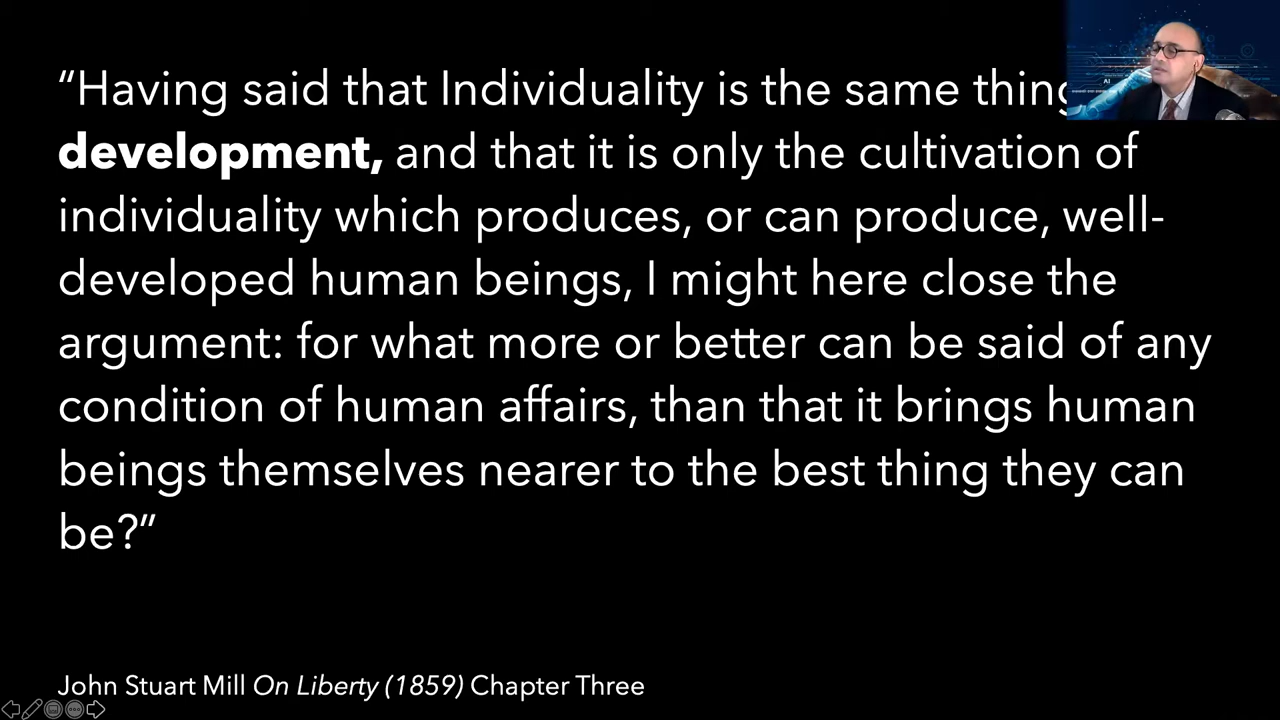 “Having said that Individuality is the same thing
development, and that it is only the cultivation of
individuality which produces, or can produce, well-
developed human beings, I might here close the
argument: for what more or better can be said of any
condition of human affairs, than that it brings human
beings themselves nearer to the best thing they can
be?”
AI
John Stuart Mill On Liberty (1859) Chapter Three